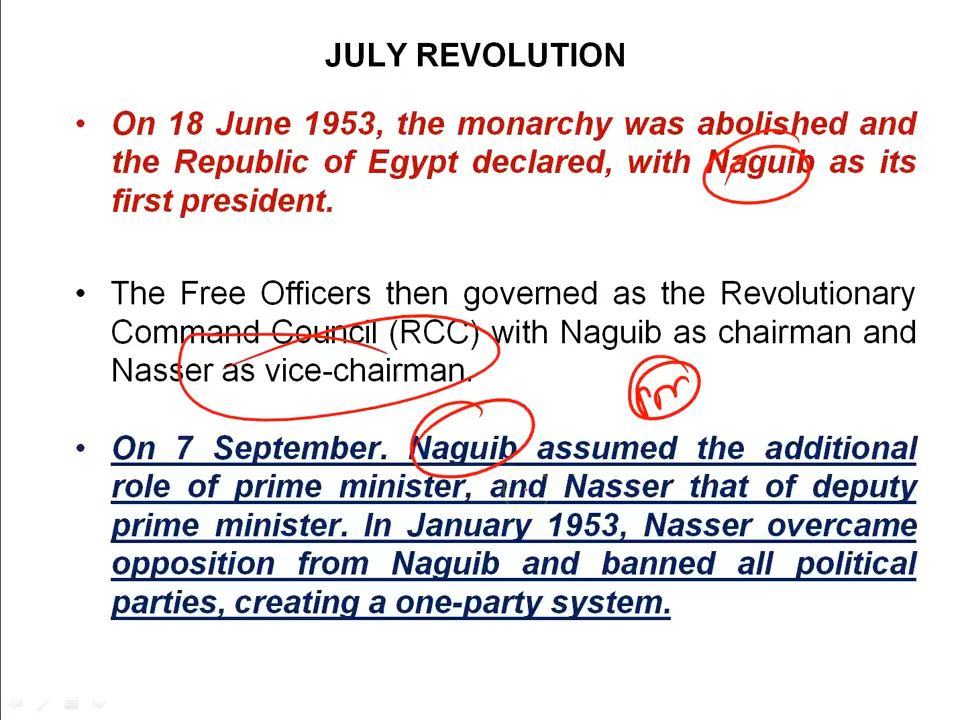 JULY REVOLUTION
• On 18 June 1953, the monarchy was abolished and
the Republic of Egypt declared, with Naguib as its
first president.
• The Free Officers then governed as the Revolutionary
Command Council (RCC) with Naguib as chairman and
Nasser as vice-chairman.
• On 7 September. Naguib assumed the additional
role of prime minister, and Nasser that of deputy
prime minister. In January 1953, Nasser overcame
opposition from Naguib and banned all political
parties, creating a one-party system.